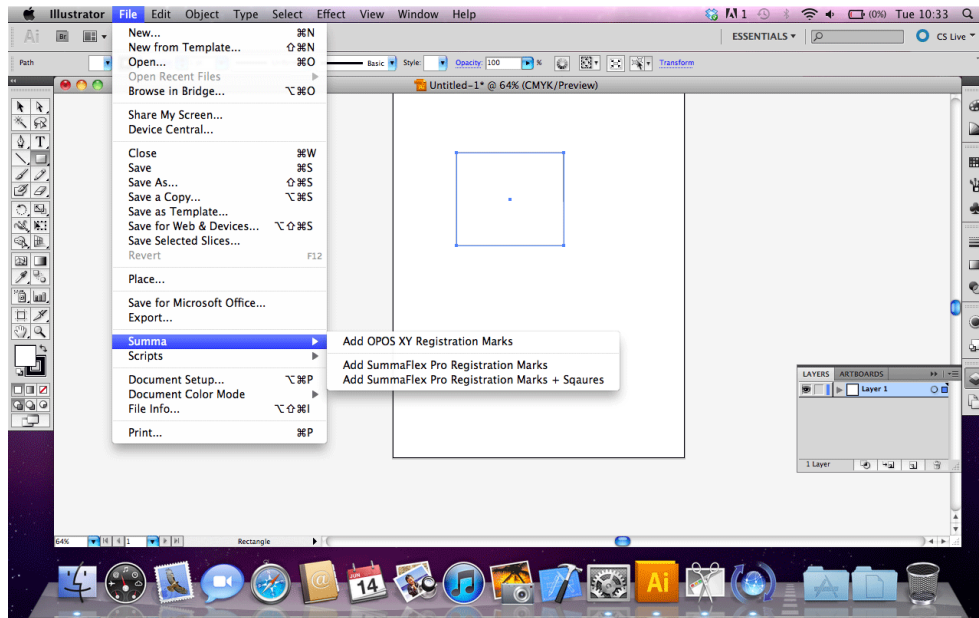 Illustrator File Edit Object Type Select Effect View Window Help 1 (0%) Tue 10:33
Ai Br ESSENTIALS CS Live
Path Basic Style: Opacity: 100 % Transform
Untitled-1* @ 64% (CMYK/Preview)
New... ⌘N
New from Template... ⇧⌘N
Open... ⌘O
Open Recent Files
Browse in Bridge... ⌥⌘O
Share My Screen...
Device Central...
Close ⌘W
Save ⌘S
Save As... ⇧⌘S
Save a Copy... ⌥⌘S
Save as Template...
Save for Web & Devices... ⌥⇧⌘S
Save Selected Slices...
Revert F12
Place...
Save for Microsoft Office...
Export...
Summa
Scripts
Document Setup... ⌥⌘P
Document Color Mode
File Info... ⌥⇧⌘I
Print... ⌘P
Add OPOS XY Registration Marks
Add SummaFlex Pro Registration Marks
Add SummaFlex Pro Registration Marks + Sqaures
T
LAYERS ARTBOARDS
Layer 1
1 Layer
64% 1 Rectangle
JUN
14
Ai